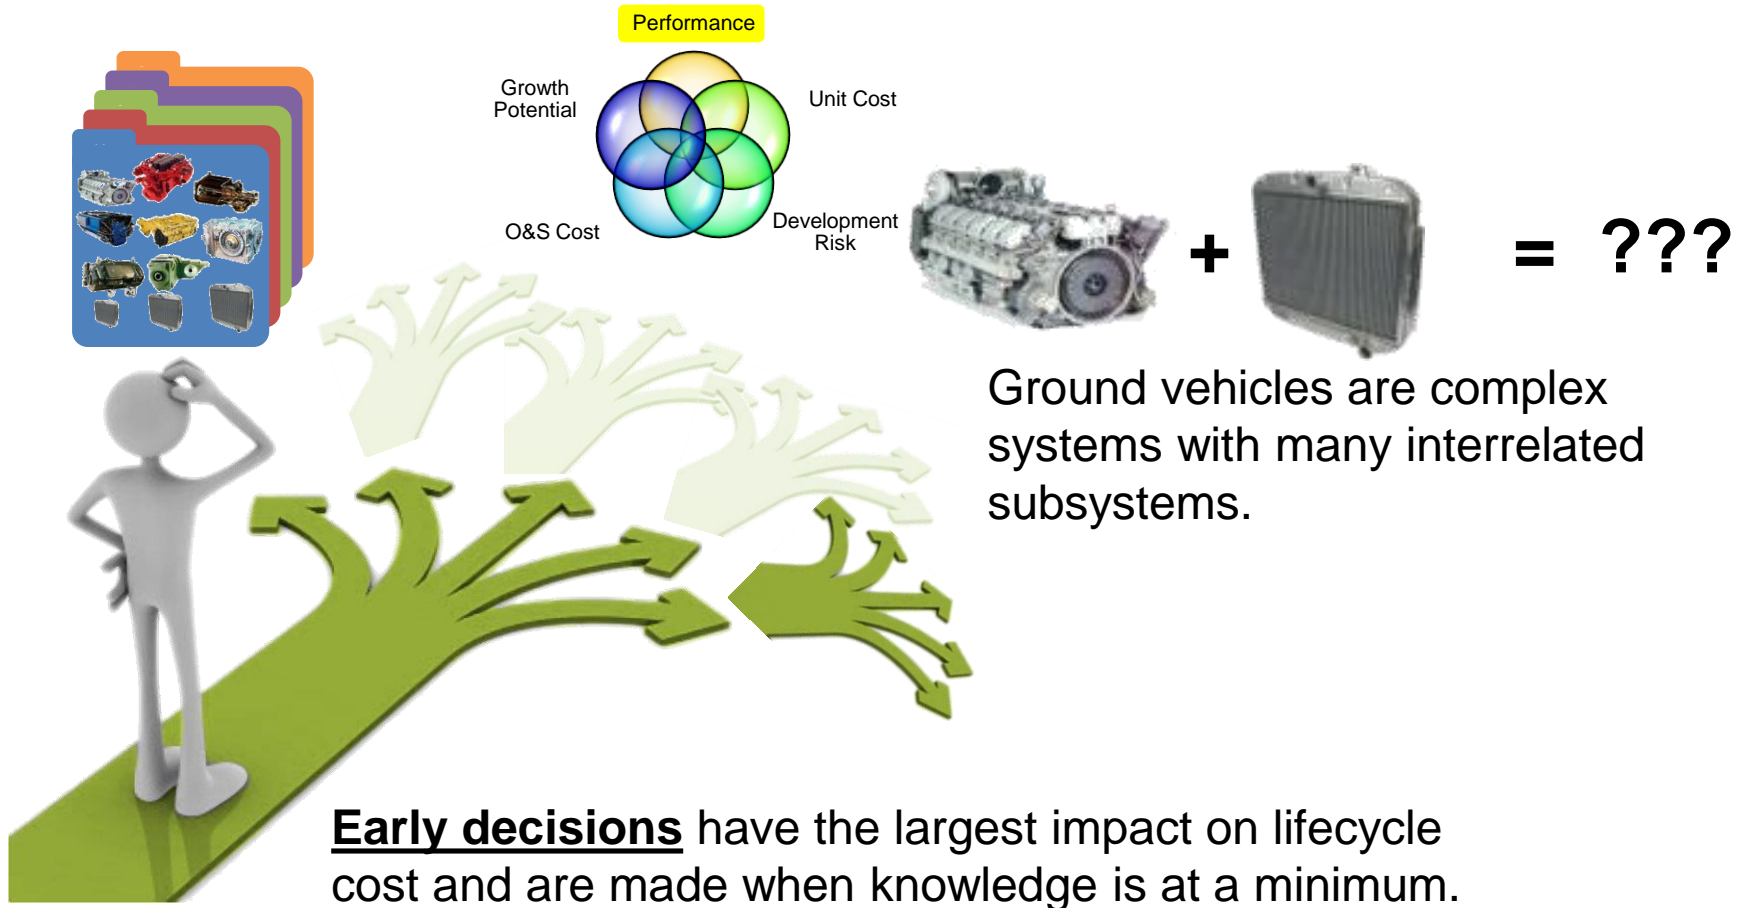 Performance
Growth
Potential
Unit Cost
O&S Cost
Development
Risk
+
= ???
Ground vehicles are complex
systems with many interrelated
subsystems.
Early decisions have the largest impact on lifecycle
cost and are made when knowledge is at a minimum.